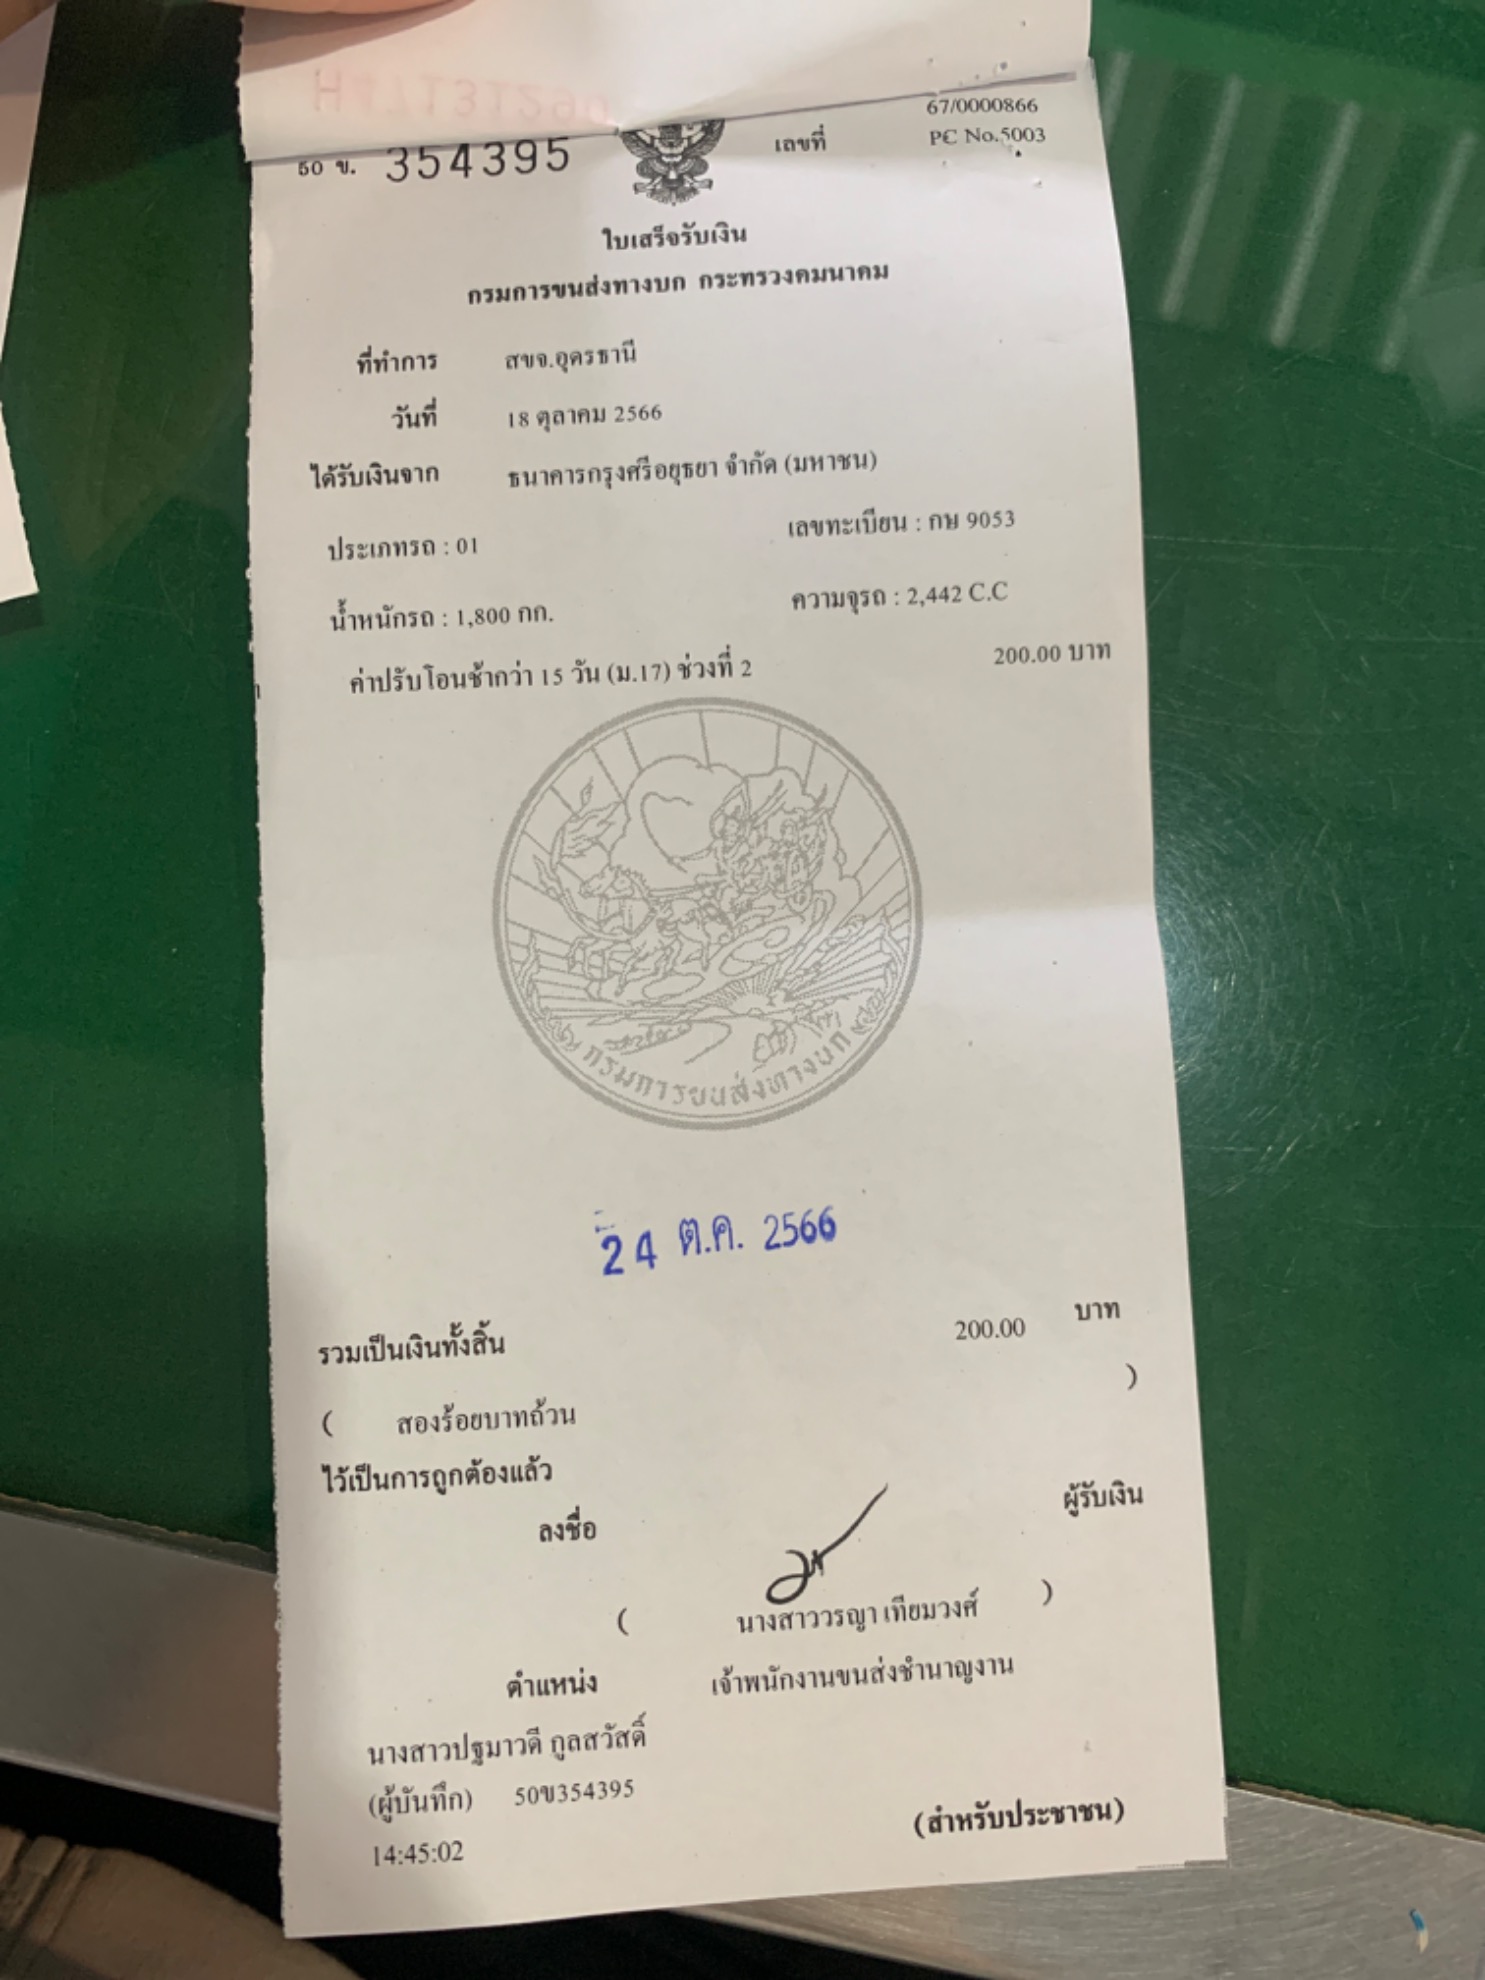 H47131290
67/0000866
50 ข. 354395 เลขที่ PC No.5003
ใบเสร็จรับเงิน
กรมการขนส่งทางบก กระทรวงคมนาคม
ที่ทำการ สขจ.อุดรธานี
วันที่ 18 ตุลาคม 2566
ได้รับเงินจาก ธนาคารกรุงศรีอยุธยา จำกัด (มหาชน)
ประเภทรถ : 01 เลขทะเบียน : กษ 9053
น้ำหนักรถ : 1,800 กก. ความจุรถ : 2,442 C.C
ค่าปรับโอนช้ากว่า 15 วัน (ม.17) ช่วงที่ 2 200.00 บาท
กรมการขนส่งทางบก
24 ต.ค. 2566
รวมเป็นเงินทั้งสิ้น 200.00 บาท
( สองร้อยบาทถ้วน )
ไว้เป็นการถูกต้องแล้ว
ลงชื่อ ผู้รับเงิน
( นางสาววรญา เทียมวงศ์ )
ตำแหน่ง เจ้าพนักงานขนส่งชำนาญงาน
นางสาวปฐมาวดี กูลสวัสดิ์
(ผู้บันทึก) 50ข354395
14:45:02 (สำหรับประชาชน)